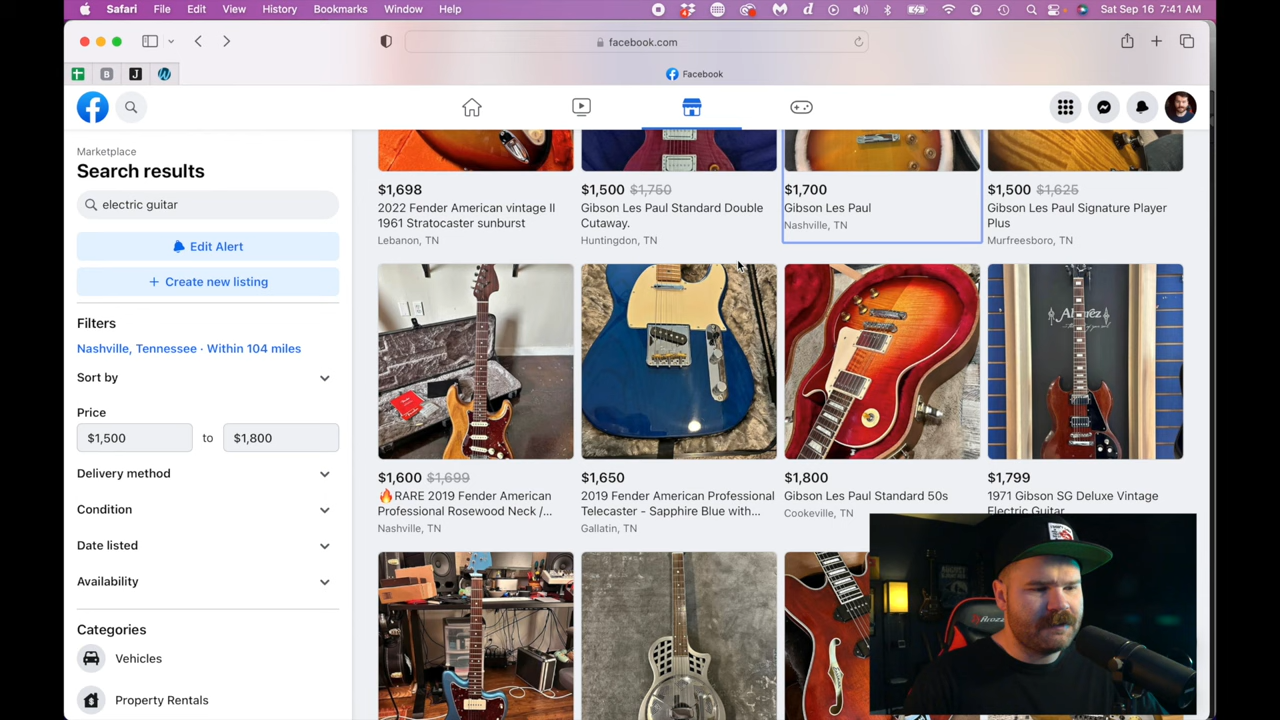 Safari File Edit View History Bookmarks Window Help Sat Sep 16 7:41 AM
facebook.com
Facebook
Marketplace
Search results
electric guitar
Edit Alert
+ Create new listing
Filters
Nashville, Tennessee · Within 104 miles
Sort by
Price
$1,500 to $1,800
Delivery method
Condition
Date listed
Availability
Categories
Vehicles
Property Rentals
$1,698
2022 Fender American vintage II
1961 Stratocaster sunburst
Lebanon, TN
$1,500 $1,750
Gibson Les Paul Standard Double
Cutaway.
Huntingdon, TN
$1,700
Gibson Les Paul
Nashville, TN
$1,500 $1,625
Gibson Les Paul Signature Player
Plus
Murfreesboro, TN
$1,600 $1,699
🔥RARE 2019 Fender American
Professional Rosewood Neck /...
Nashville, TN
$1,650
2019 Fender American Professional
Telecaster - Sapphire Blue with...
Gallatin, TN
$1,800
Gibson Les Paul Standard 50s
Cookeville, TN
Alvarez
$1,799
1971 Gibson SG Deluxe Vintage
Electric Guitar